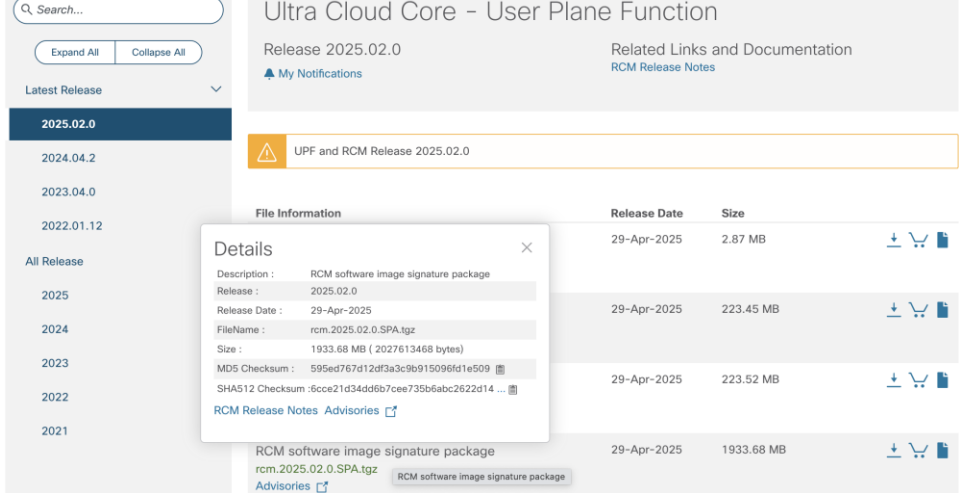 Search...
Ultra Cloud Core - User Plane Function
Expand All Collapse All
Release 2025.02.0
Related Links and Documentation
My Notifications
RCM Release Notes
Latest Release
2025.02.0
2024.04.2
2023.04.0
2022.01.12
All Release
2025
2024
2023
2022
2021
UPF and RCM Release 2025.02.0
File Information Release Date Size
29-Apr-2025 2.87 MB
29-Apr-2025 223.45 MB
29-Apr-2025 223.52 MB
Details
Description : RCM software image signature package
Release : 2025.02.0
Release Date : 29-Apr-2025
FileName : rcm.2025.02.0.SPA.tgz
Size : 1933.68 MB ( 2027613468 bytes)
MD5 Checksum : 595ed767d12df3a3c9b915096fd1e509
SHA512 Checksum :6cce21d34dd6b7cee735b6abc2622d14 ...
RCM Release Notes Advisories
RCM software image signature package 29-Apr-2025 1933.68 MB
rcm.2025.02.0.SPA.tgz
RCM software image signature package
Advisories